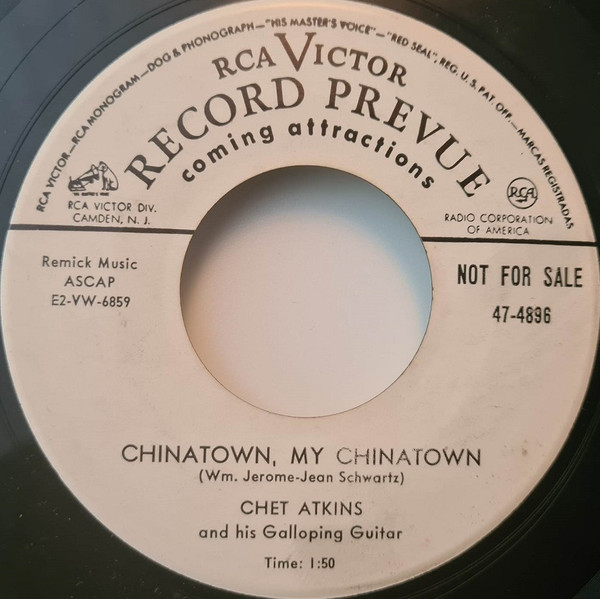 RCA VICTOR—RCA MONOGRAM—DOG & PHONOGRAPH—"HIS MASTER'S VOICE"—"RED SEAL", REG. U.S. PAT. OFF.—MARCAS REGISTRADAS
RCA VICTOR
RECORD PREVUE
coming attractions
RCA VICTOR DIV.
CAMDEN, N. J.
RCA
RADIO CORPORATION
OF AMERICA
Remick Music
ASCAP
E2-VW-6859
NOT FOR SALE
47-4896
CHINATOWN, MY CHINATOWN
(Wm. Jerome-Jean Schwartz)
CHET ATKINS
and his Galloping Guitar
Time: 1:50